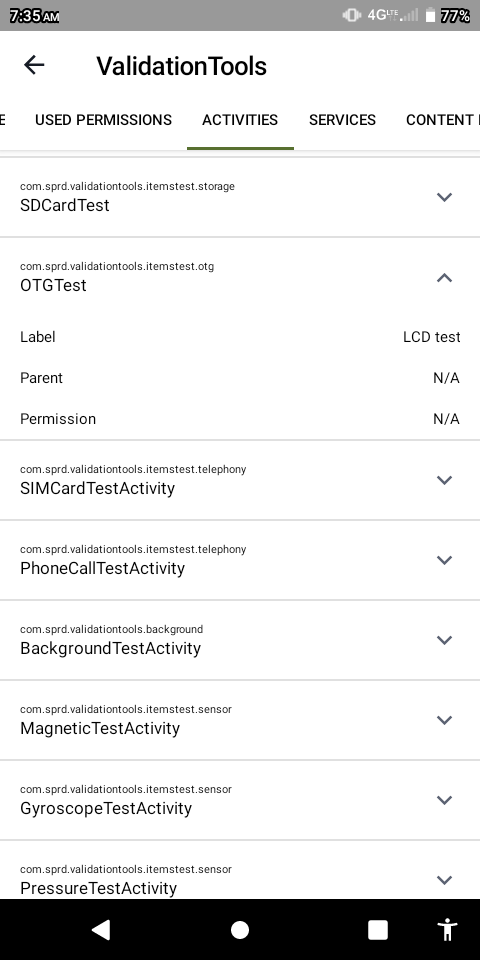 7:35 AM 4G LTE 77%
ValidationTools
E USED PERMISSIONS ACTIVITIES SERVICES CONTENT
com.sprd.validationtools.itemstest.storage
SDCardTest
com.sprd.validationtools.itemstest.otg
OTGTest
Label LCD test
Parent N/A
Permission N/A
com.sprd.validationtools.itemstest.telephony
SIMCardTestActivity
com.sprd.validationtools.itemstest.telephony
PhoneCallTestActivity
com.sprd.validationtools.background
BackgroundTestActivity
com.sprd.validationtools.itemstest.sensor
MagneticTestActivity
com.sprd.validationtools.itemstest.sensor
GyroscopeTestActivity
com.sprd.validationtools.itemstest.sensor
PressureTestActivity